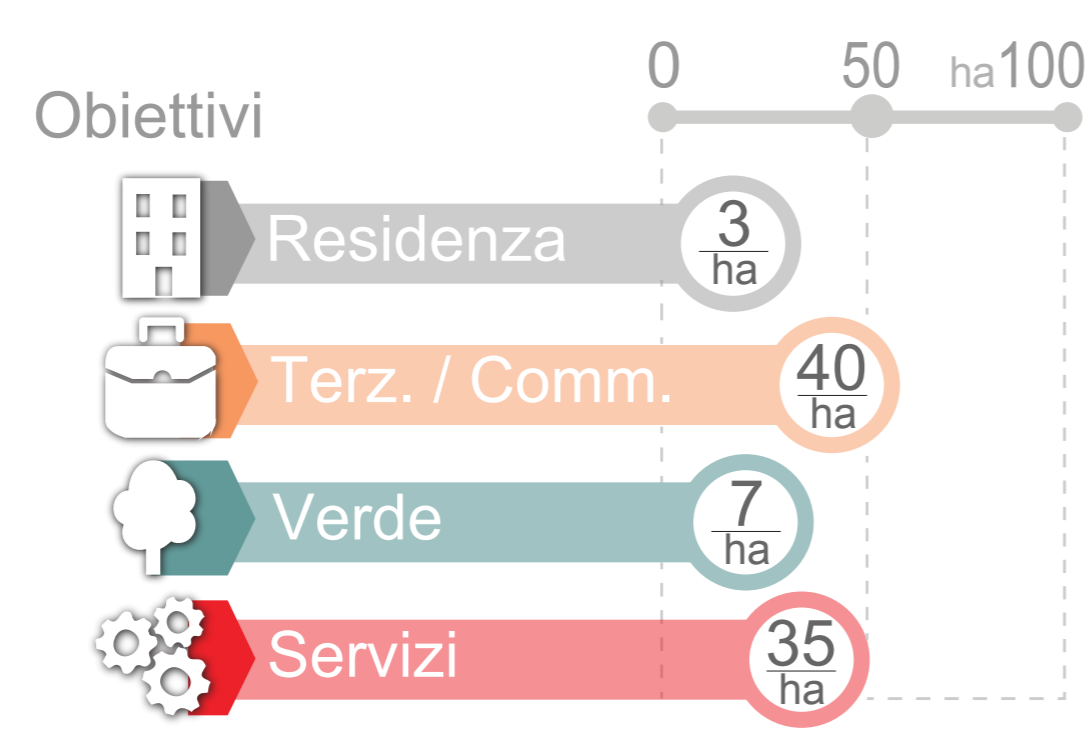 0 50 ha100
Obiettivi
Residenza
3
ha
Terz. / Comm.
40
ha
Verde
7
ha
Servizi
35
ha